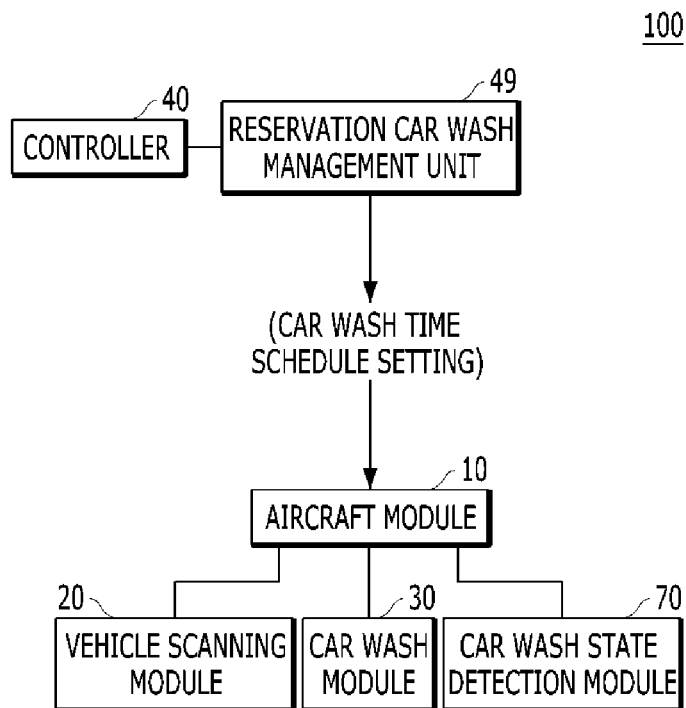 100
40
49
CONTROLLER
RESERVATION CAR WASH
MANAGEMENT UNIT
(CAR WASH TIME
SCHEDULE SETTING)
10
AIRCRAFT MODULE
20
30
70
VEHICLE SCANNING
MODULE
CAR WASH
MODULE
CAR WASH STATE
DETECTION MODULE